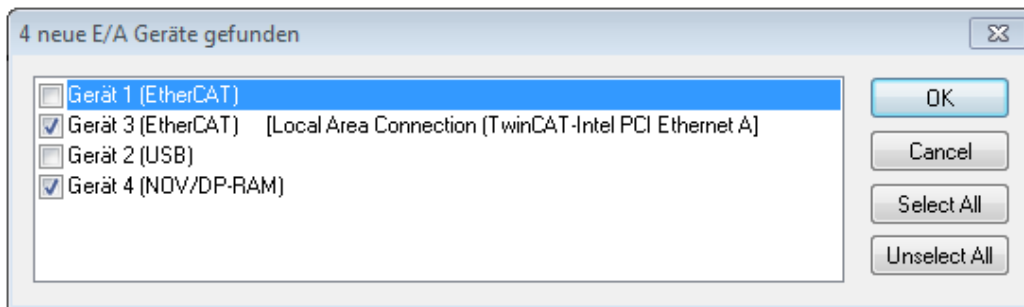 4 neue E/A Geräte gefunden
Gerät 1 (EtherCAT)
Gerät 3 (EtherCAT) [Local Area Connection (TwinCAT-Intel PCI Ethernet A]
Gerät 2 (USB)
Gerät 4 (NOV/DP-RAM)
OK
Cancel
Select All
Unselect All